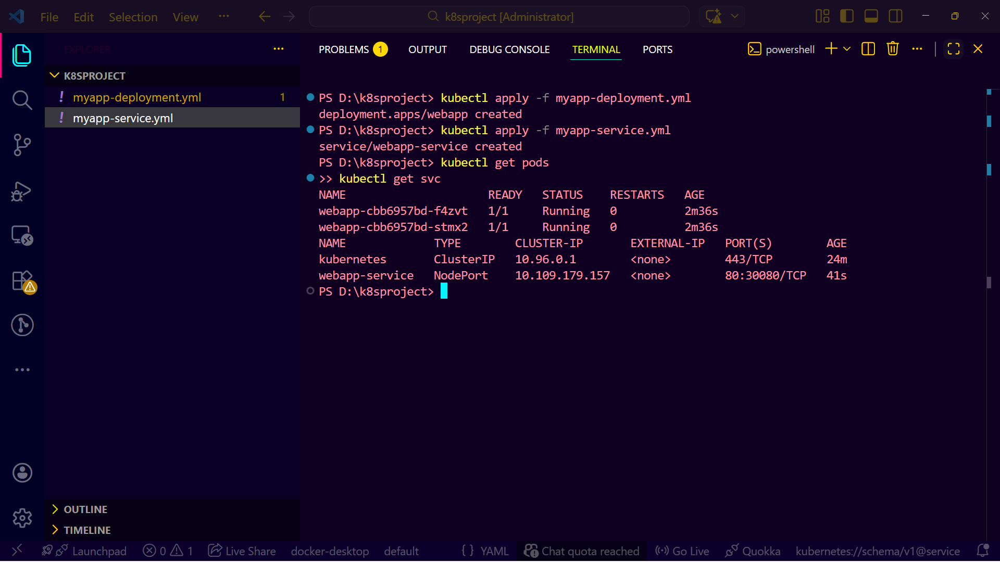 File Edit Selection View ··· k8sproject [Administrator]
EXPLORER ···
K8SPROJECT
! myapp-deployment.yml 1
! myapp-service.yml
OUTLINE
TIMELINE
PROBLEMS 1 OUTPUT DEBUG CONSOLE TERMINAL PORTS powershell ···
PS D:\k8sproject> kubectl apply -f myapp-deployment.yml
deployment.apps/webapp created
PS D:\k8sproject> kubectl apply -f myapp-service.yml
service/webapp-service created
PS D:\k8sproject> kubectl get pods
>> kubectl get svc
NAME READY STATUS RESTARTS AGE
webapp-cbb6957bd-f4zvt 1/1 Running 0 2m36s
webapp-cbb6957bd-stmx2 1/1 Running 0 2m36s
NAME TYPE CLUSTER-IP EXTERNAL-IP PORT(S) AGE
kubernetes ClusterIP 10.96.0.1 <none> 443/TCP 24m
webapp-service NodePort 10.109.179.157 <none> 80:30080/TCP 41s
PS D:\k8sproject>
Launchpad 0 1 Live Share docker-desktop default { } YAML Chat quota reached Go Live Quokka kubernetes://schema/v1@service